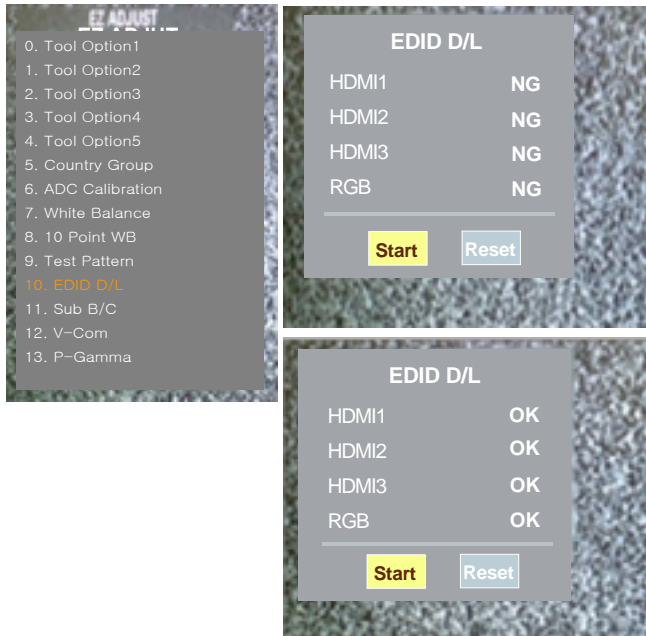 EZ ADJUST
0. Tool Option1
1. Tool Option2
2. Tool Option3
3. Tool Option4
4. Tool Option5
5. Country Group
6. ADC Calibration
7. White Balance
8. 10 Point WB
9. Test Pattern
10. EDID D/L
11. Sub B/C
12. V-Com
13. P-Gamma
EDID D/L
HDMI1 NG
HDMI2 NG
HDMI3 NG
RGB NG
Start Reset
EDID D/L
HDMI1 OK
HDMI2 OK
HDMI3 OK
RGB OK
Start Reset